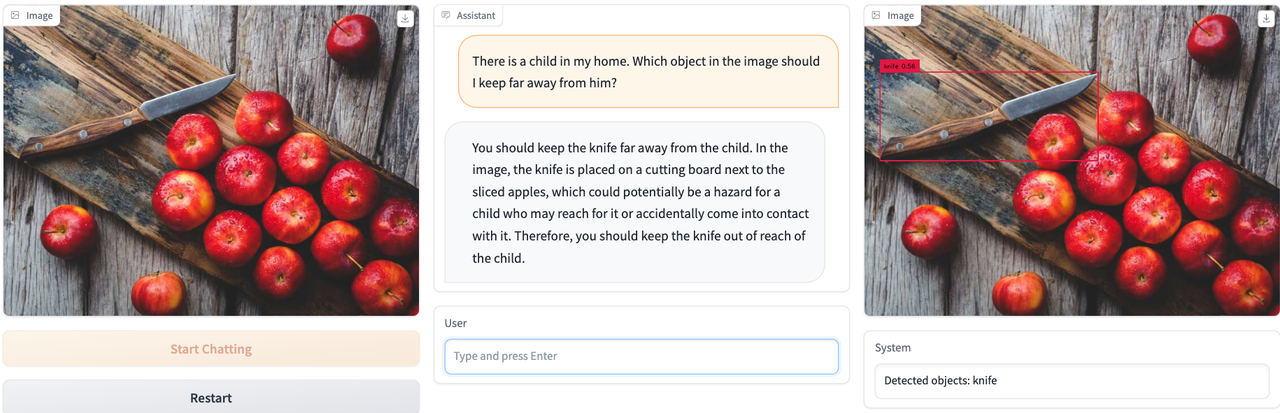 Image
Start Chatting
Restart
Assistant
There is a child in my home. Which object in the image should
I keep far away from him?
You should keep the knife far away from the child. In the
image, the knife is placed on a cutting board next to the
sliced apples, which could potentially be a hazard for a
child who may reach for it or accidentally come into contact
with it. Therefore, you should keep the knife out of reach of
the child.
User
Type and press Enter
Image
knife 0.58
System
Detected objects: knife